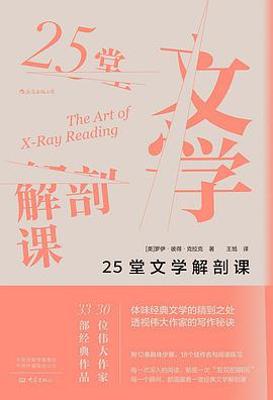 25堂
文学
解剖
课
The Art of
X-Ray Reading
[美]罗伊·彼得·克拉克 著 王旭 译
25堂文学解剖课
30位伟大作家
33部经典作品
体味经典文学的精到之处
透视伟大作家的写作秘诀